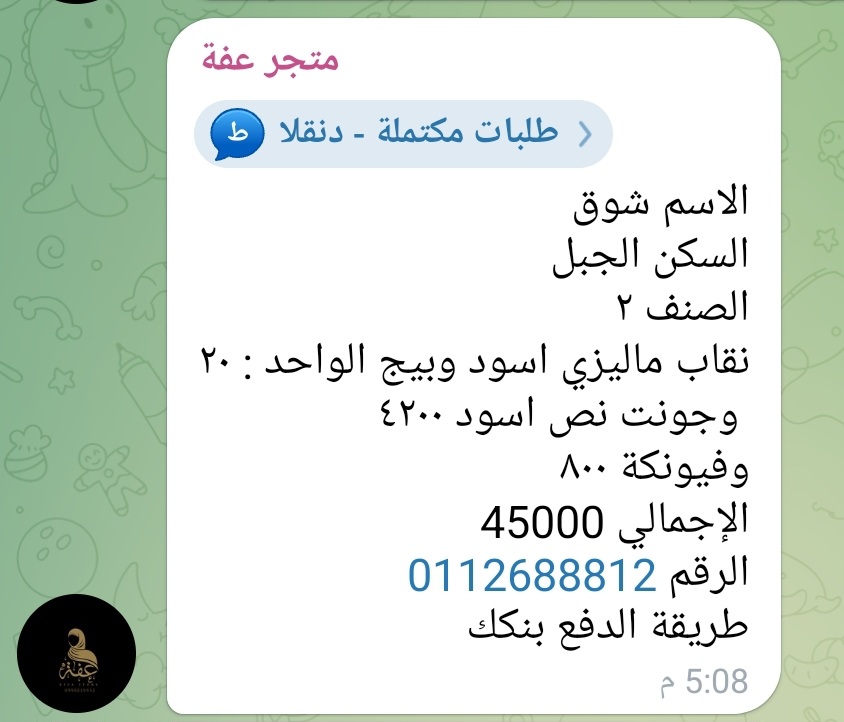 متجر عفة
طلبات مكتملة - دنقلا
ط
الاسم شوق
السكن الجبل
الصنف ٢
نقاب ماليزي اسود وبيج الواحد : ٢٠
وجونت نص اسود ٤٢٠٠
وفيونكة ٨٠٠
الإجمالي 45000
الرقم 0112688812
طريقة الدفع بنكك
5:08 م
عفة